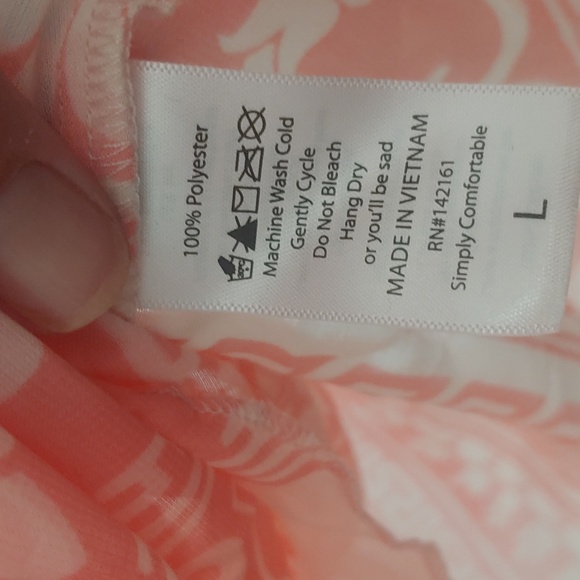 100% Polyester
Machine Wash Cold
Gently Cycle
Do Not Bleach
Hang Dry
or you'll be sad
MADE IN VIETNAM
RN#142161
Simply Comfortable
L